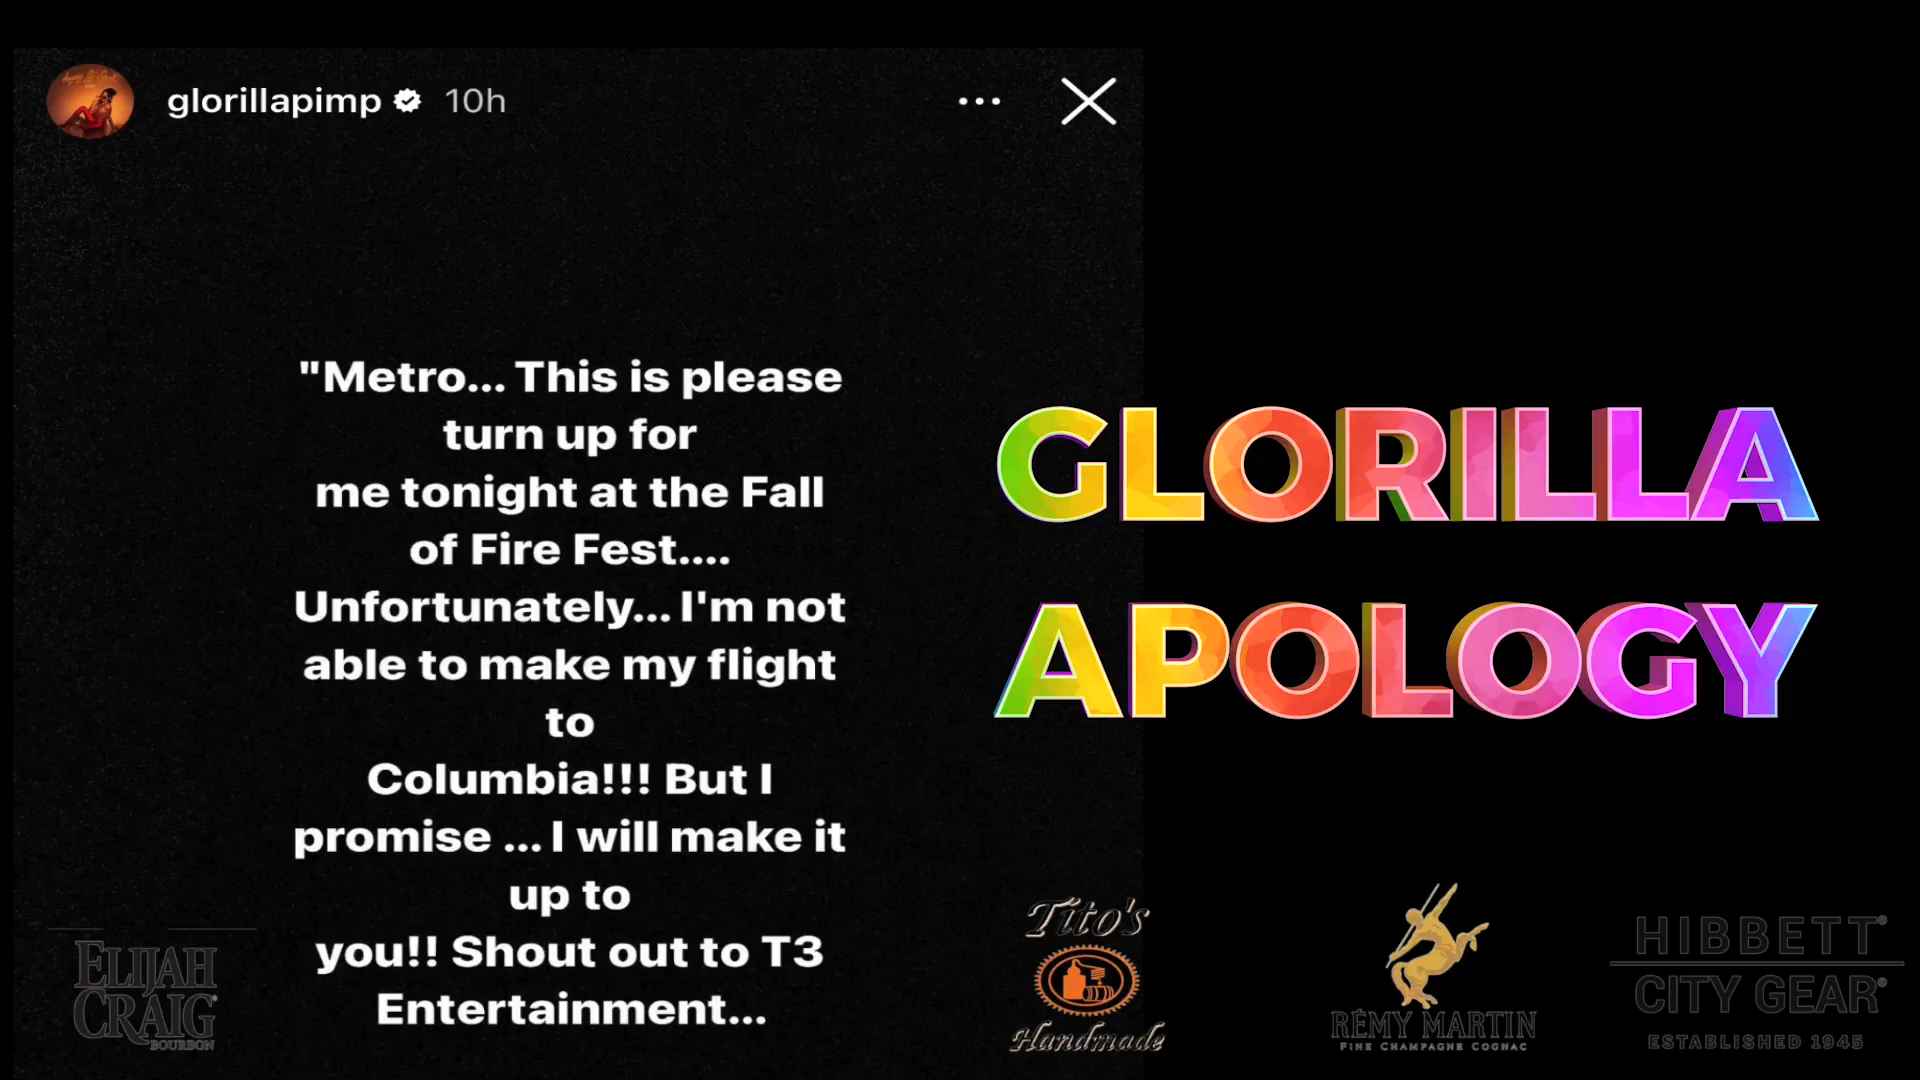 glorillapimp 10h
"Metro... This is please
turn up for
me tonight at the Fall
of Fire Fest....
Unfortunately... I'm not
able to make my flight
to
Columbia!!! But I
promise ... I will make it
up to
you!! Shout out to T3
Entertainment...
GLORILLA
APOLOGY
ELIJAH
CRAIG
BOURBON
Tito's
Handmade
RÉMY MARTIN
FINE CHAMPAGNE COGNAC
HIBBETT®
CITY GEAR®
ESTABLISHED 1945